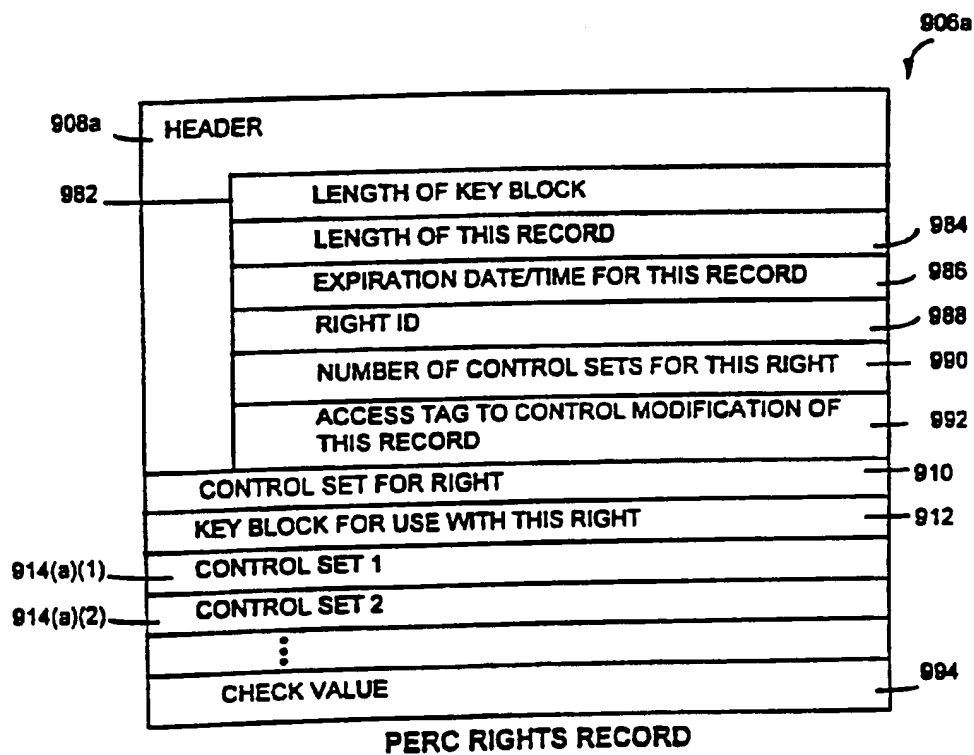 906a
908a
HEADER
982
LENGTH OF KEY BLOCK
LENGTH OF THIS RECORD
984
EXPIRATION DATE/TIME FOR THIS RECORD
986
RIGHT ID
988
NUMBER OF CONTROL SETS FOR THIS RIGHT
990
ACCESS TAG TO CONTROL MODIFICATION OF
THIS RECORD
992
CONTROL SET FOR RIGHT
910
KEY BLOCK FOR USE WITH THIS RIGHT
912
914(a)(1)
CONTROL SET 1
914(a)(2)
CONTROL SET 2
CHECK VALUE
994
PERC RIGHTS RECORD